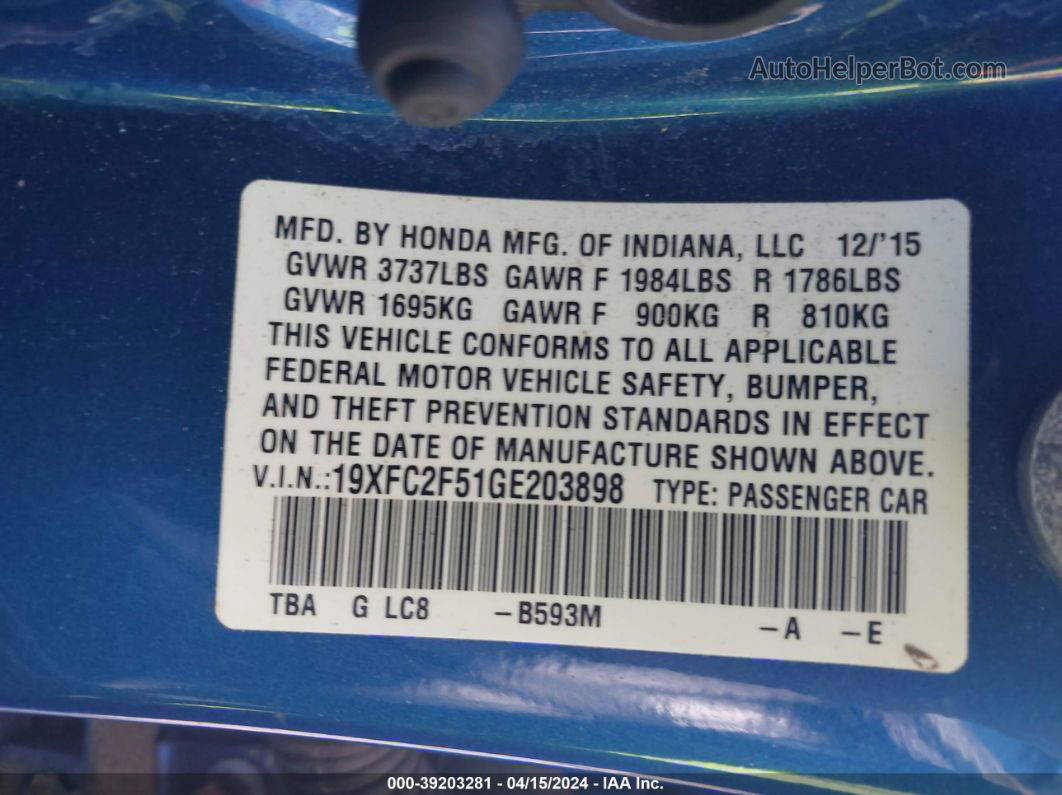 AutoHelperBot.com
MFD. BY HONDA MFG. OF INDIANA, LLC 12/'15
GVWR 3737LBS GAWR F 1984LBS R 1786LBS
GVWR 1695KG GAWR F 900KG R 810KG
THIS VEHICLE CONFORMS TO ALL APPLICABLE
FEDERAL MOTOR VEHICLE SAFETY, BUMPER,
AND THEFT PREVENTION STANDARDS IN EFFECT
ON THE DATE OF MANUFACTURE SHOWN ABOVE.
V.I.N.:19XFC2F51GE203898 TYPE: PASSENGER CAR
TBA G LC8 –B593M –A –E
000-39203281 - 04/15/2024 - IAA Inc.